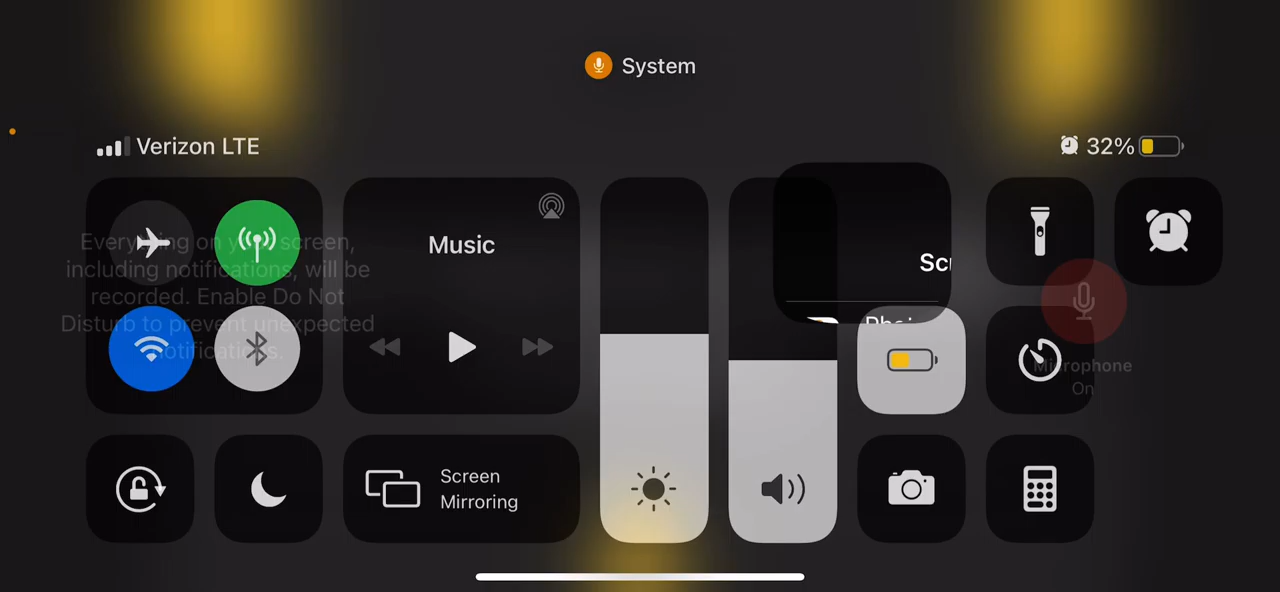 System
Verizon LTE
32%
Music
Everything on your screen,
including notifications, will be
recorded. Enable Do Not
Disturb to prevent unexpected
notifications.
Scr
Microphone
On
Screen
Mirroring